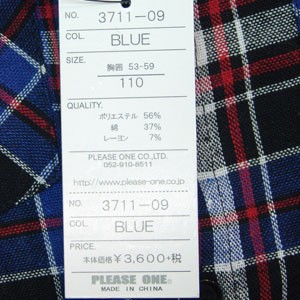 NO. 3711-09
COL. BLUE
SIZE.
胸囲 53-59
110
QUALITY.
ポリエステル 56%
綿 37%
レーヨン 7%
PLEASE ONE CO.,LTD.
052-910-8511
http://www.please-one.co.jp
NO. 3711-09
COL. BLUE
PRICE.
本体価格 ¥3,600+税
PLEASE ONE.
MADE IN CHINA